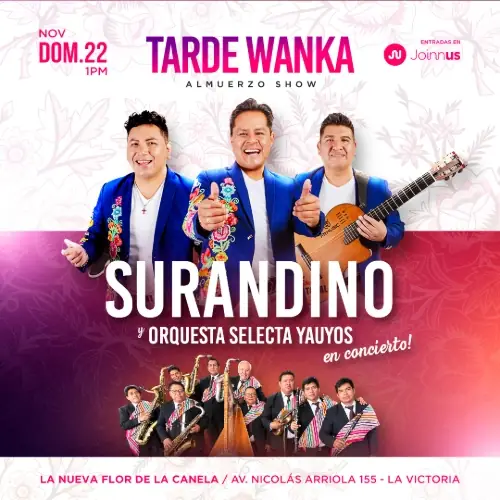 NOV
DOM.22
1PM
TARDE WANKA
ALMUERZO SHOW
ENTRADAS EN
Joinnus
SURANDINO
y ORQUESTA SELECTA YAUYOS
en concierto!
LA NUEVA FLOR DE LA CANELA / AV. NICOLÁS ARRIOLA 155 - LA VICTORIA